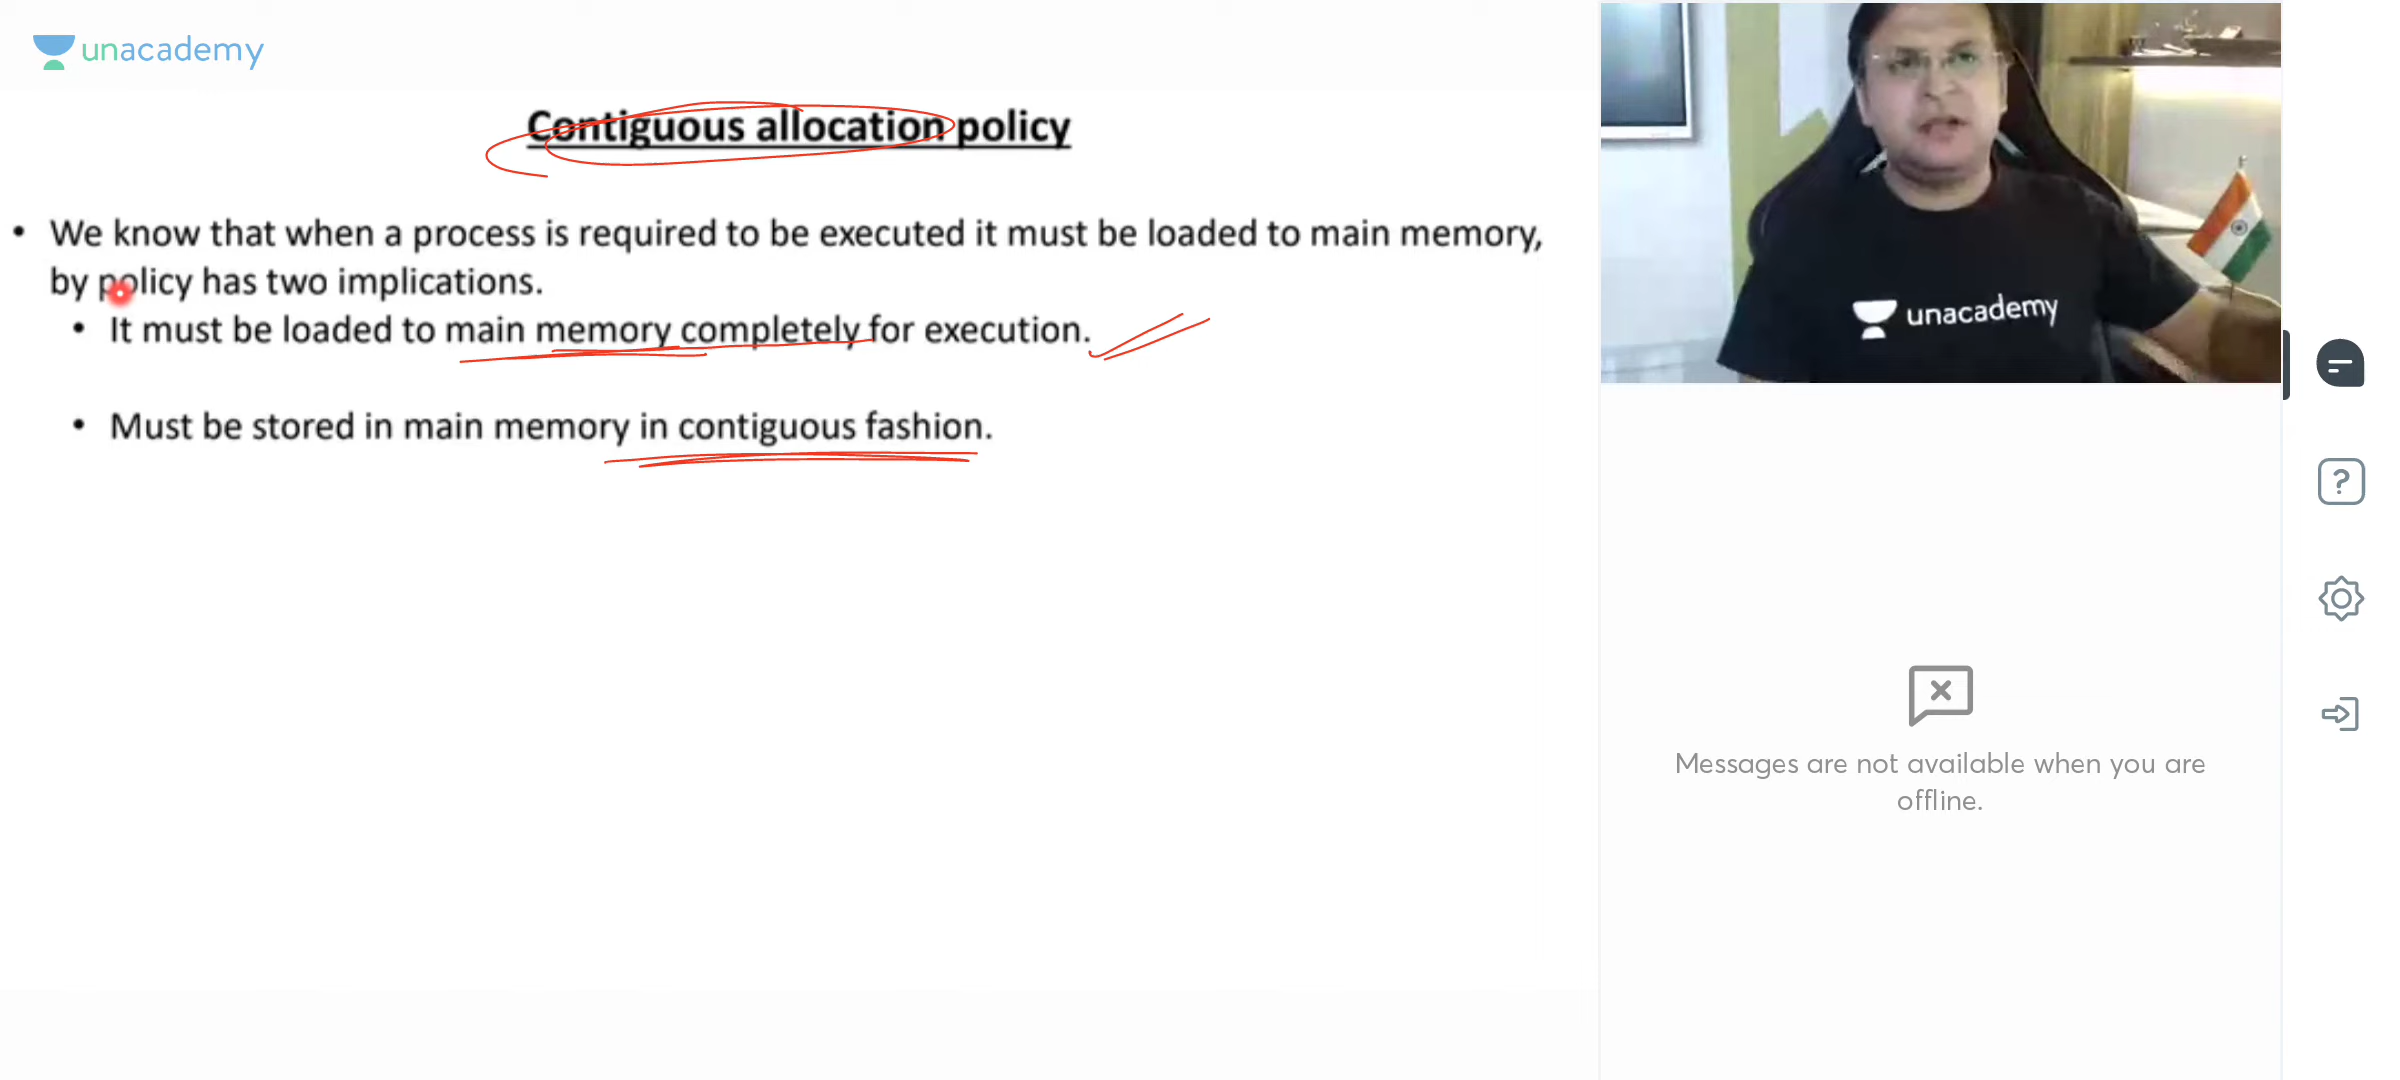 unacademy
Contiguous allocation policy
• We know that when a process is required to be executed it must be loaded to main memory,
by policy has two implications.
• It must be loaded to main memory completely for execution.
• Must be stored in main memory in contiguous fashion.
unacademy
?
Messages are not available when you are
offline.